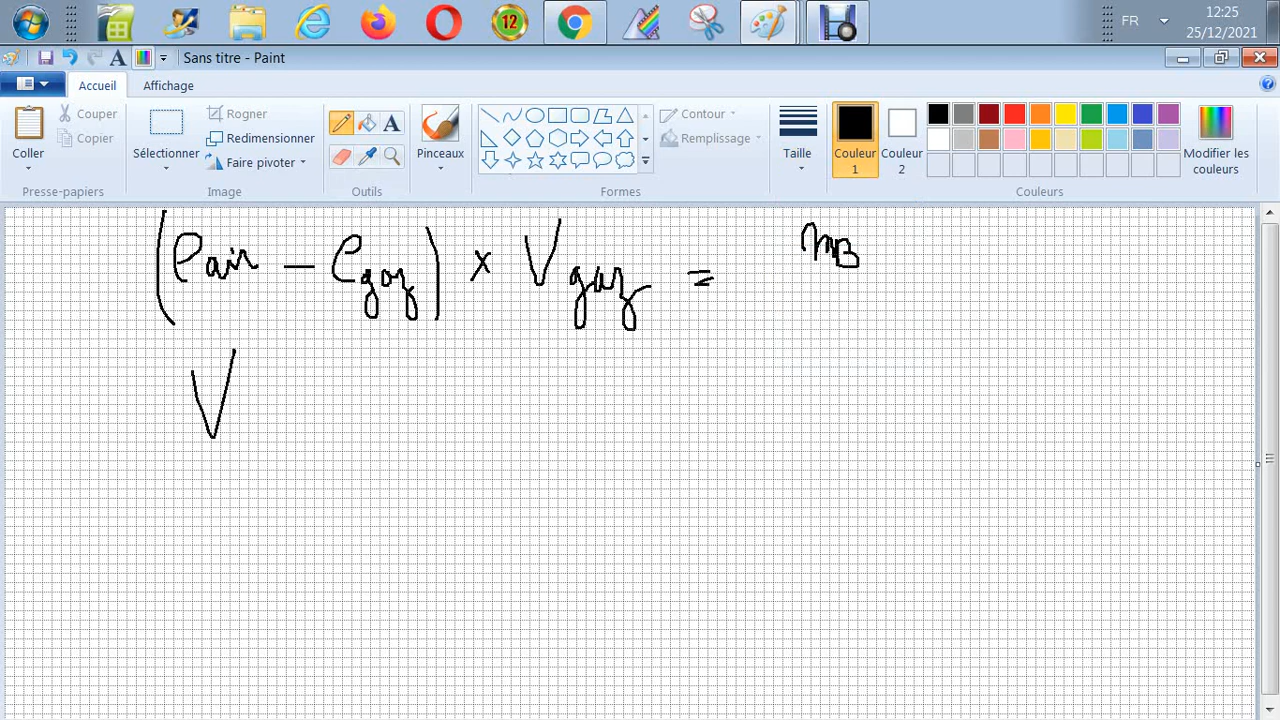 12
FR
12:25
25/12/2021
Sans titre - Paint
Accueil
Affichage
Coller
Couper
Copier
Presse-papiers
Sélectionner
Rogner
Redimensionner
Faire pivoter
Image
A
Outils
Pinceaux
Contour
Remplissage
Formes
Taille
Couleur
1
Couleur
2
Modifier les
couleurs
Couleurs
(ρair − ρgaz) × Vgaz = mB
V